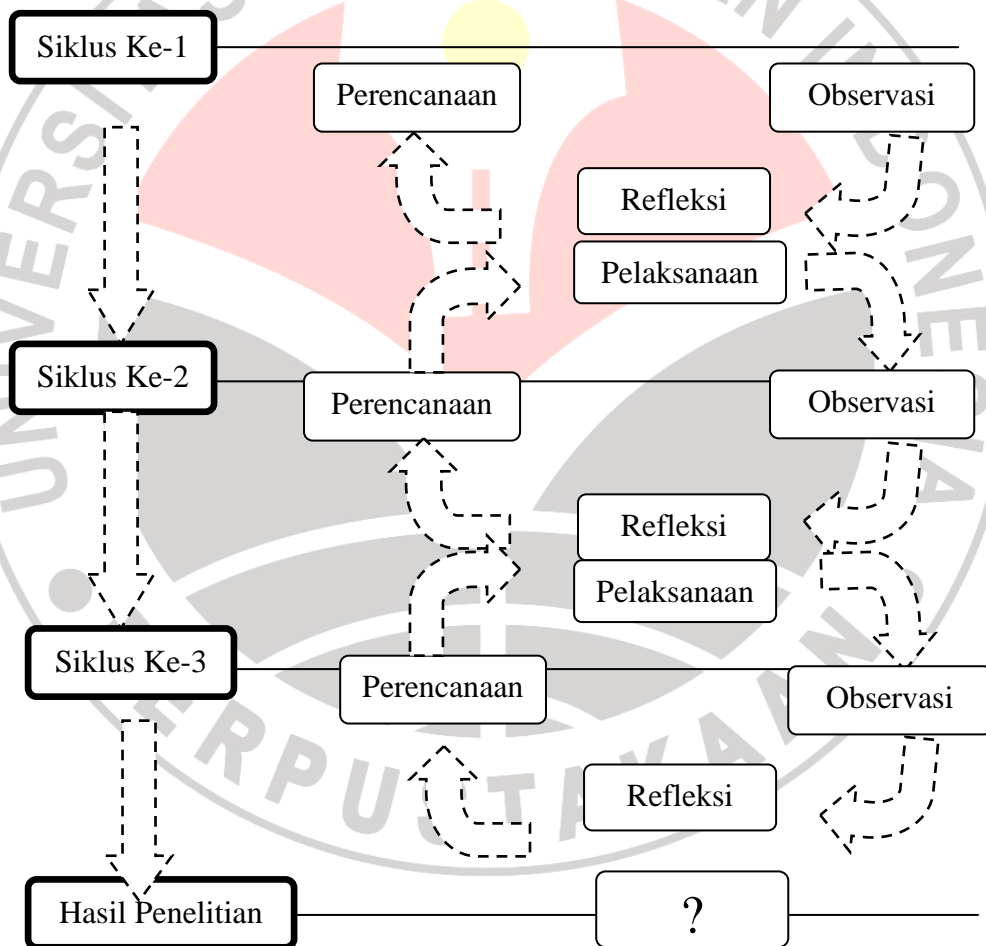 Siklus Ke-1
Perencanaan
Observasi
Refleksi
Pelaksanaan
Siklus Ke-2
Perencanaan
Observasi
Refleksi
Pelaksanaan
Siklus Ke-3
Perencanaan
Observasi
Refleksi
Hasil Penelitian
?
PERPUSTAKAAN